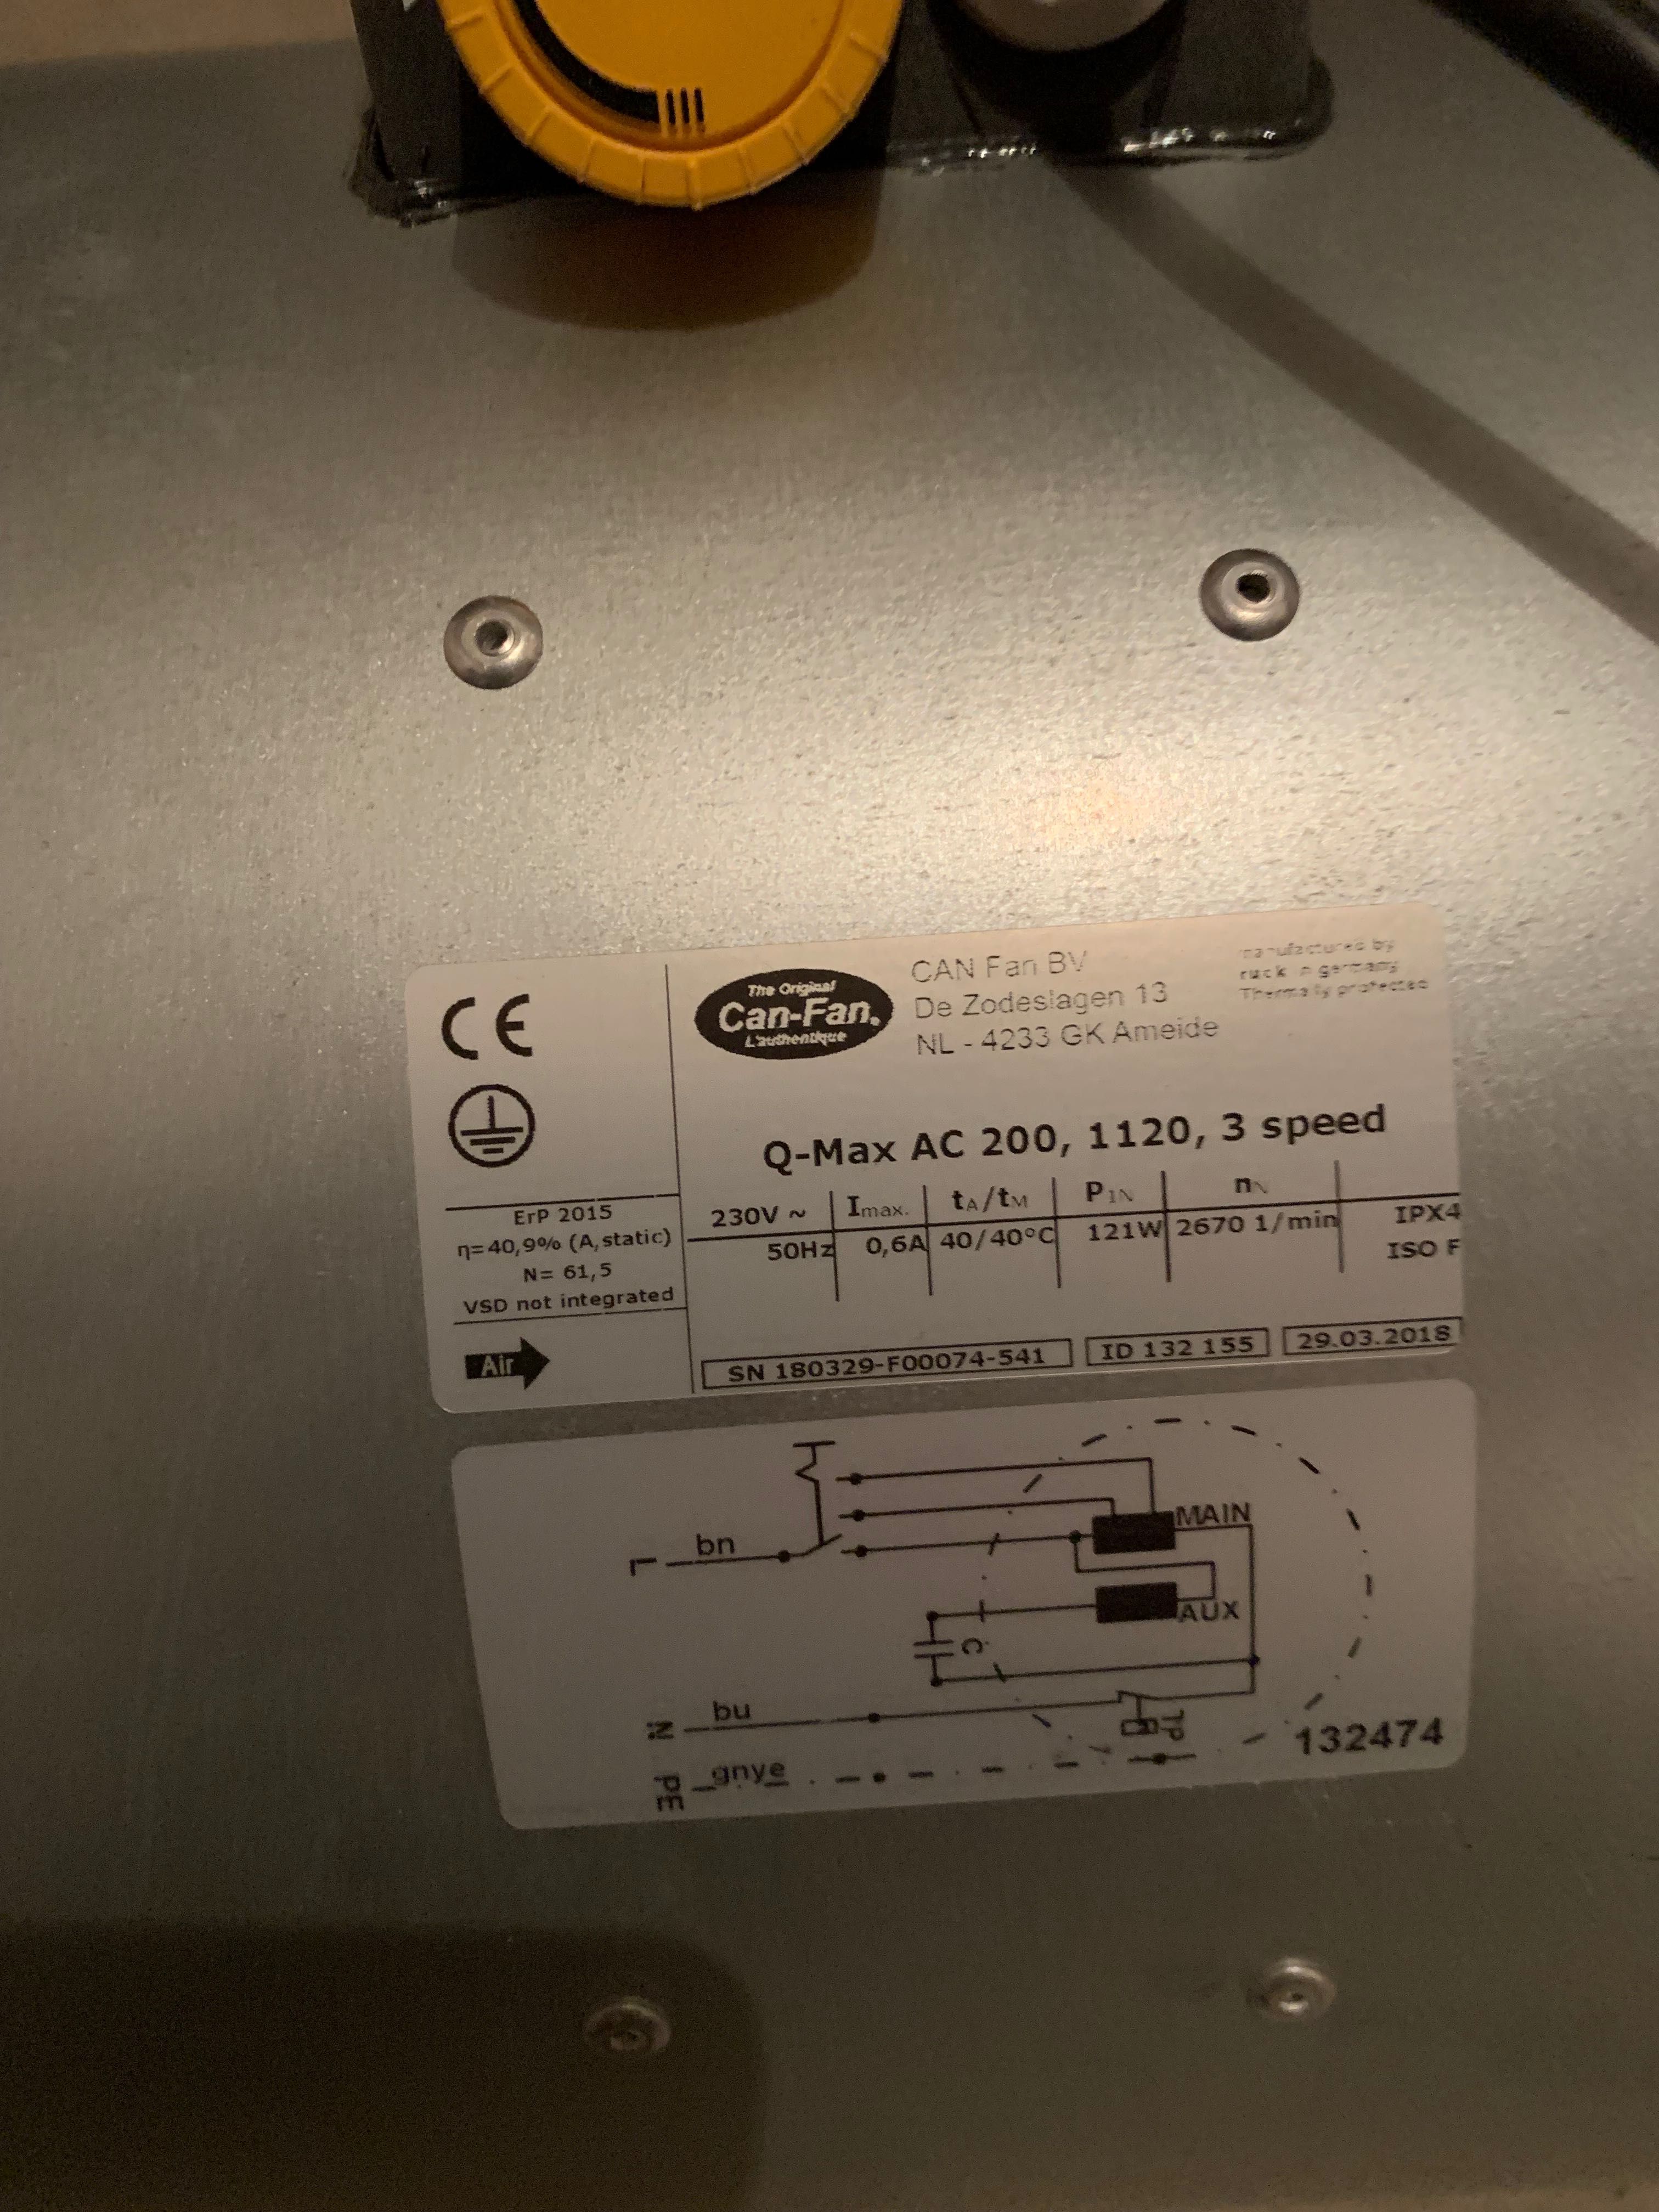 CE
The Original
Can-Fan.
L'authentique
CAN Fan BV
De Zodeslagen 13
NL - 4233 GK Ameide
manufactured by
ruck in germany
Thermally protected
Q-Max AC 200, 1120, 3 speed
230V ~ Imax. tA/tM P1N nN IPX4
50Hz 0,6A 40/40°C 121W 2670 1/min ISO F
ErP 2015
η=40,9% (A,static)
N= 61,5
VSD not integrated
Air
SN 180329-F00074-541 ID 132 155 29.03.2018
MAIN
L bn
AUX
C
N bu
TP
PE gnye
132474